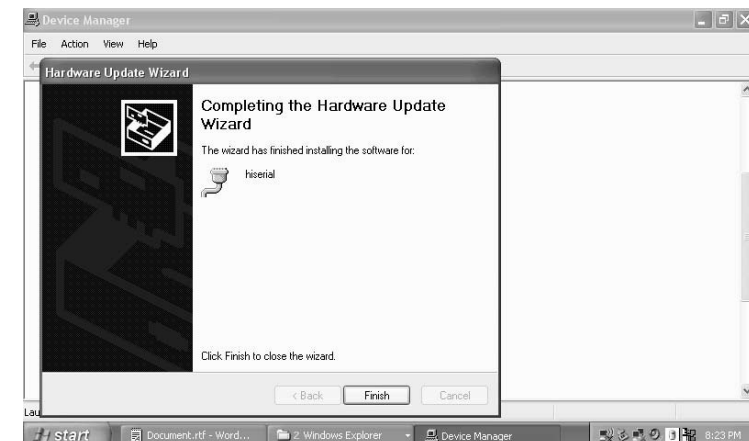 Device Manager
File Action View Help
Hardware Update Wizard
Completing the Hardware Update
Wizard
The wizard has finished installing the software for:
hiserial
Click Finish to close the wizard.
< Back Finish Cancel
Lau
start Document.rtf - Word... 2 Windows Explorer Device Manager 8:23 PM